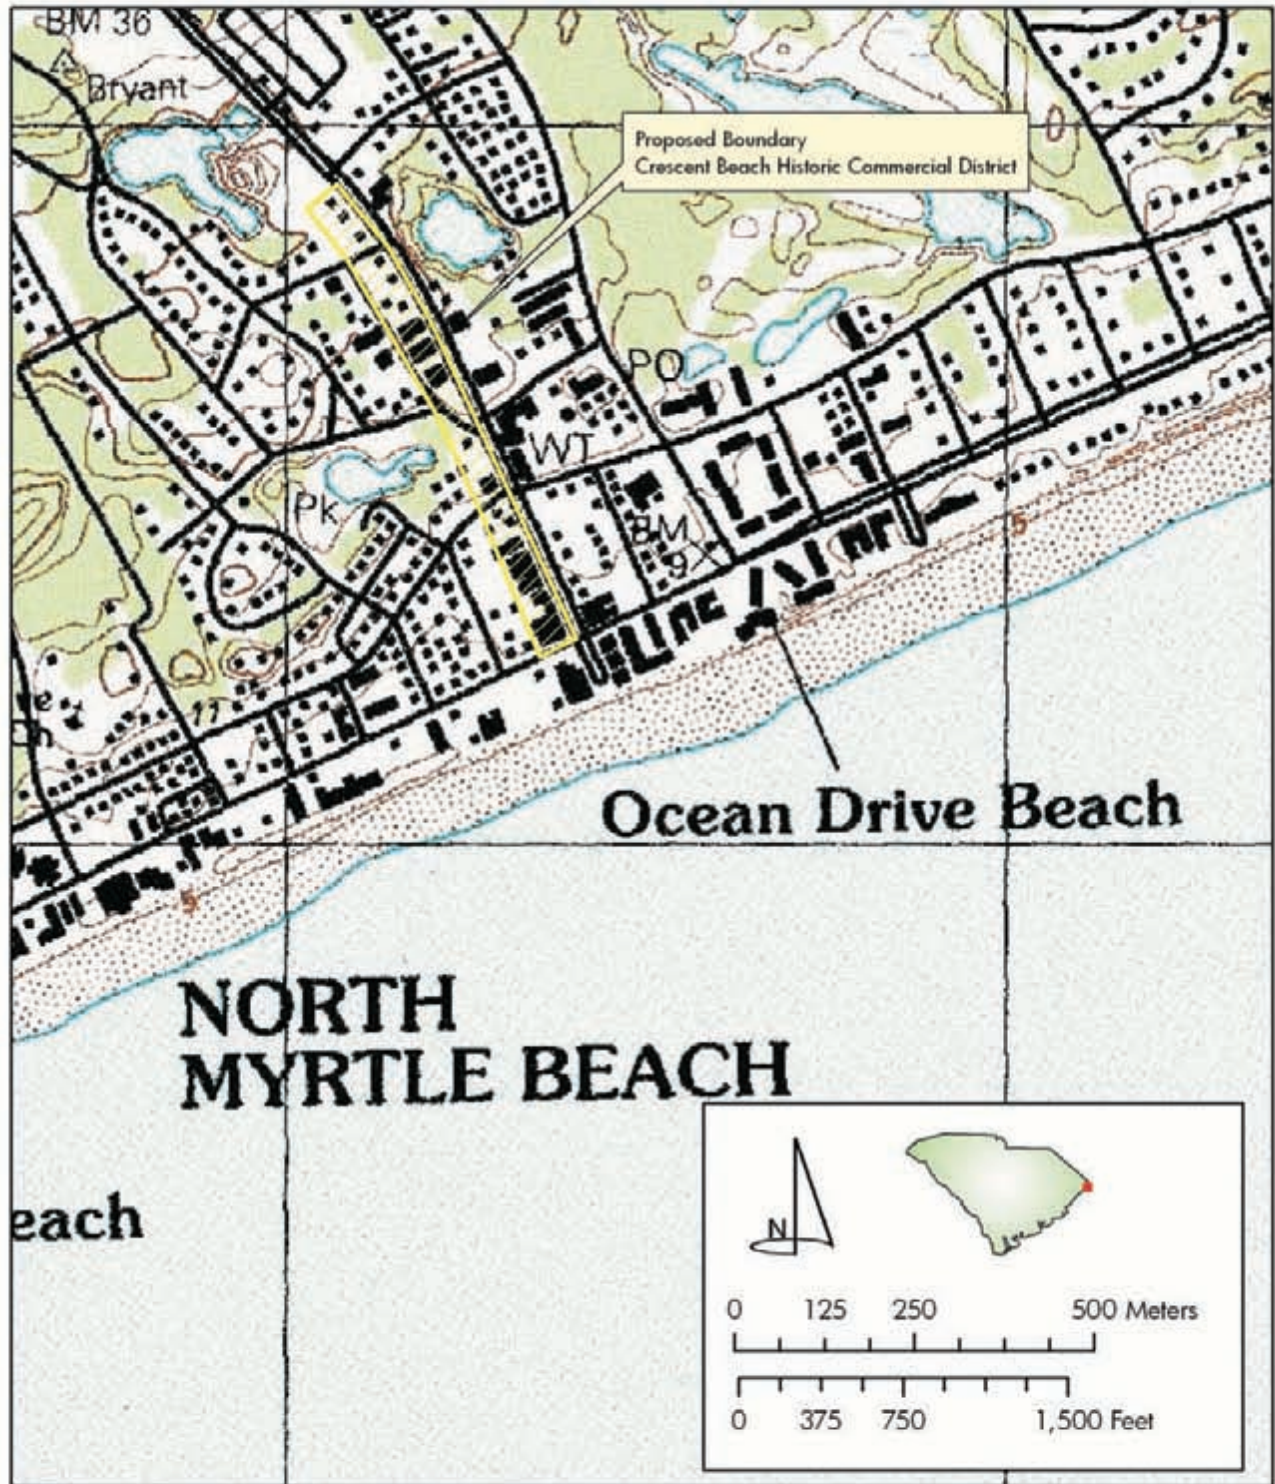 BM 36
Bryant
Proposed Boundary
Crescent Beach Historic Commercial District
PO
WT
Pk
BM
9
5
11
Ocean Drive Beach
5
NORTH
MYRTLE BEACH
each
N
0 125 250 500 Meters
0 375 750 1,500 Feet